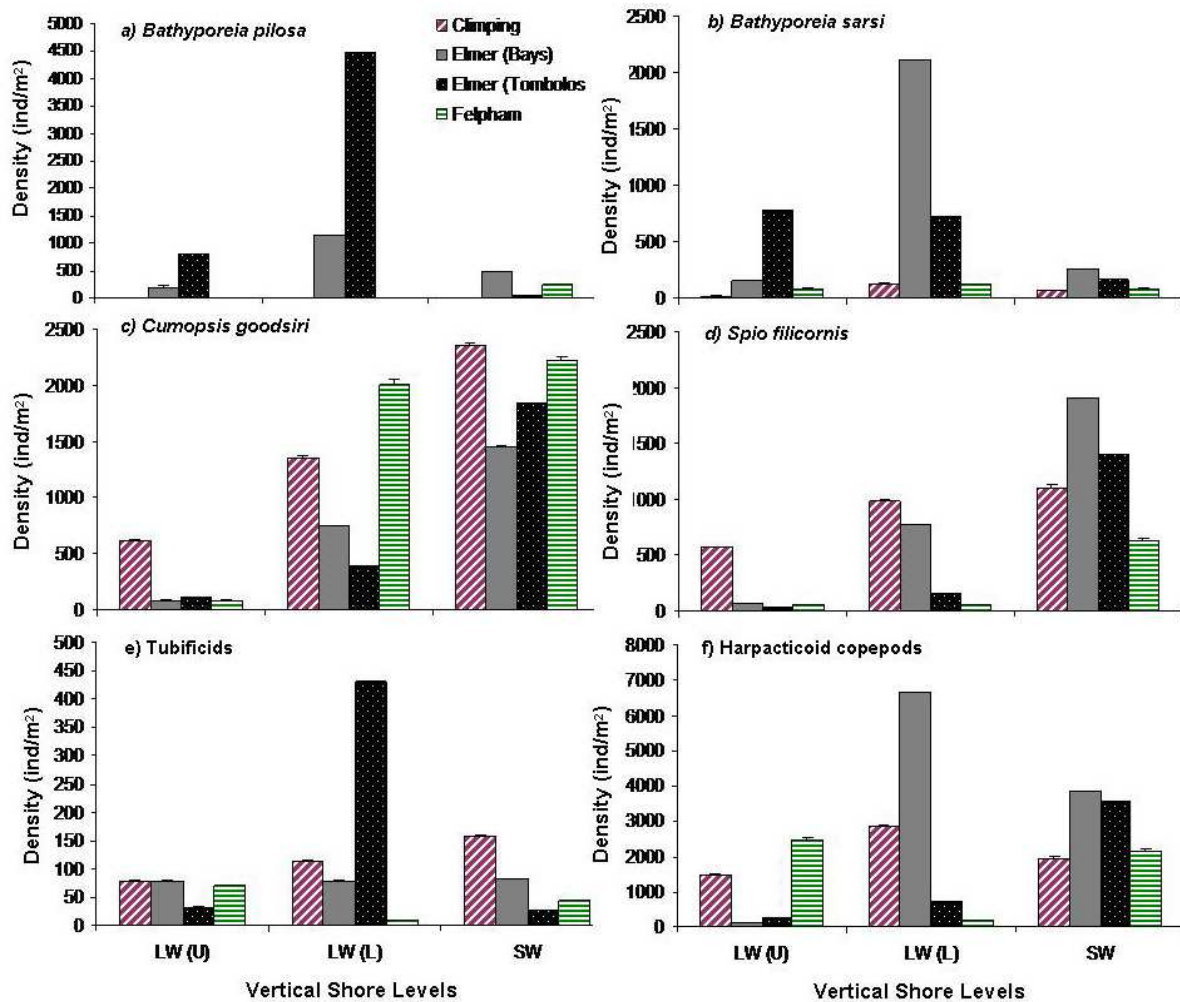 a) Bathyporeia pilosa
Density (ind/m²)
5000
4500
4000
3500
3000
2500
2000
1500
1000
500
0
Climping
Elmer (Bays)
Elmer (Tombolos
Felpham
b) Bathyporeia sarsi
Density (ind/m²)
2500
2000
1500
1000
500
0
c) Cumopsis goodsiri
Density (ind/m²)
2500
2000
1500
1000
500
0
d) Spio filicornis
Density (ind/m²)
2500
2000
1500
1000
500
0
e) Tubificids
Density (ind/m²)
500
450
400
350
300
250
200
150
100
50
0
LW (U) LW (L) SW
Vertical Shore Levels
f) Harpacticoid copepods
Density (ind/m²)
8000
7000
6000
5000
4000
3000
2000
1000
0
LW (U) LW (L) SW
Vertical Shore Levels